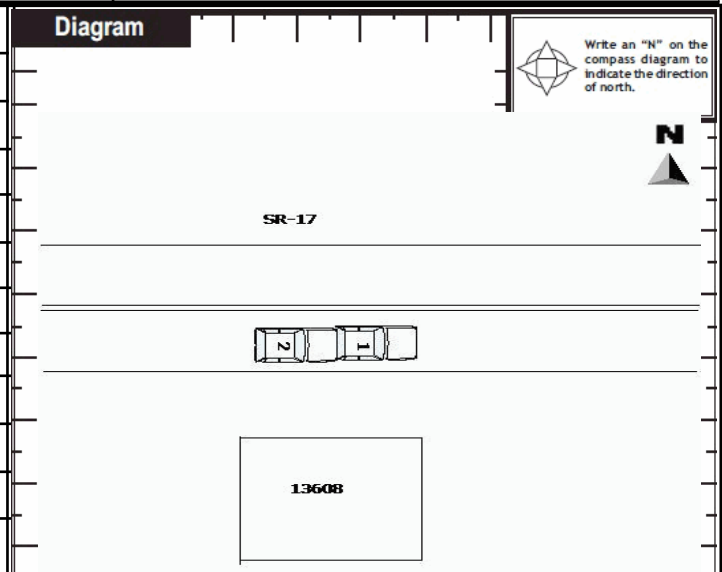 Diagram
Write an “N” on the
compass diagram to
indicate the direction
of north.
N
SR-17
2 1
13608